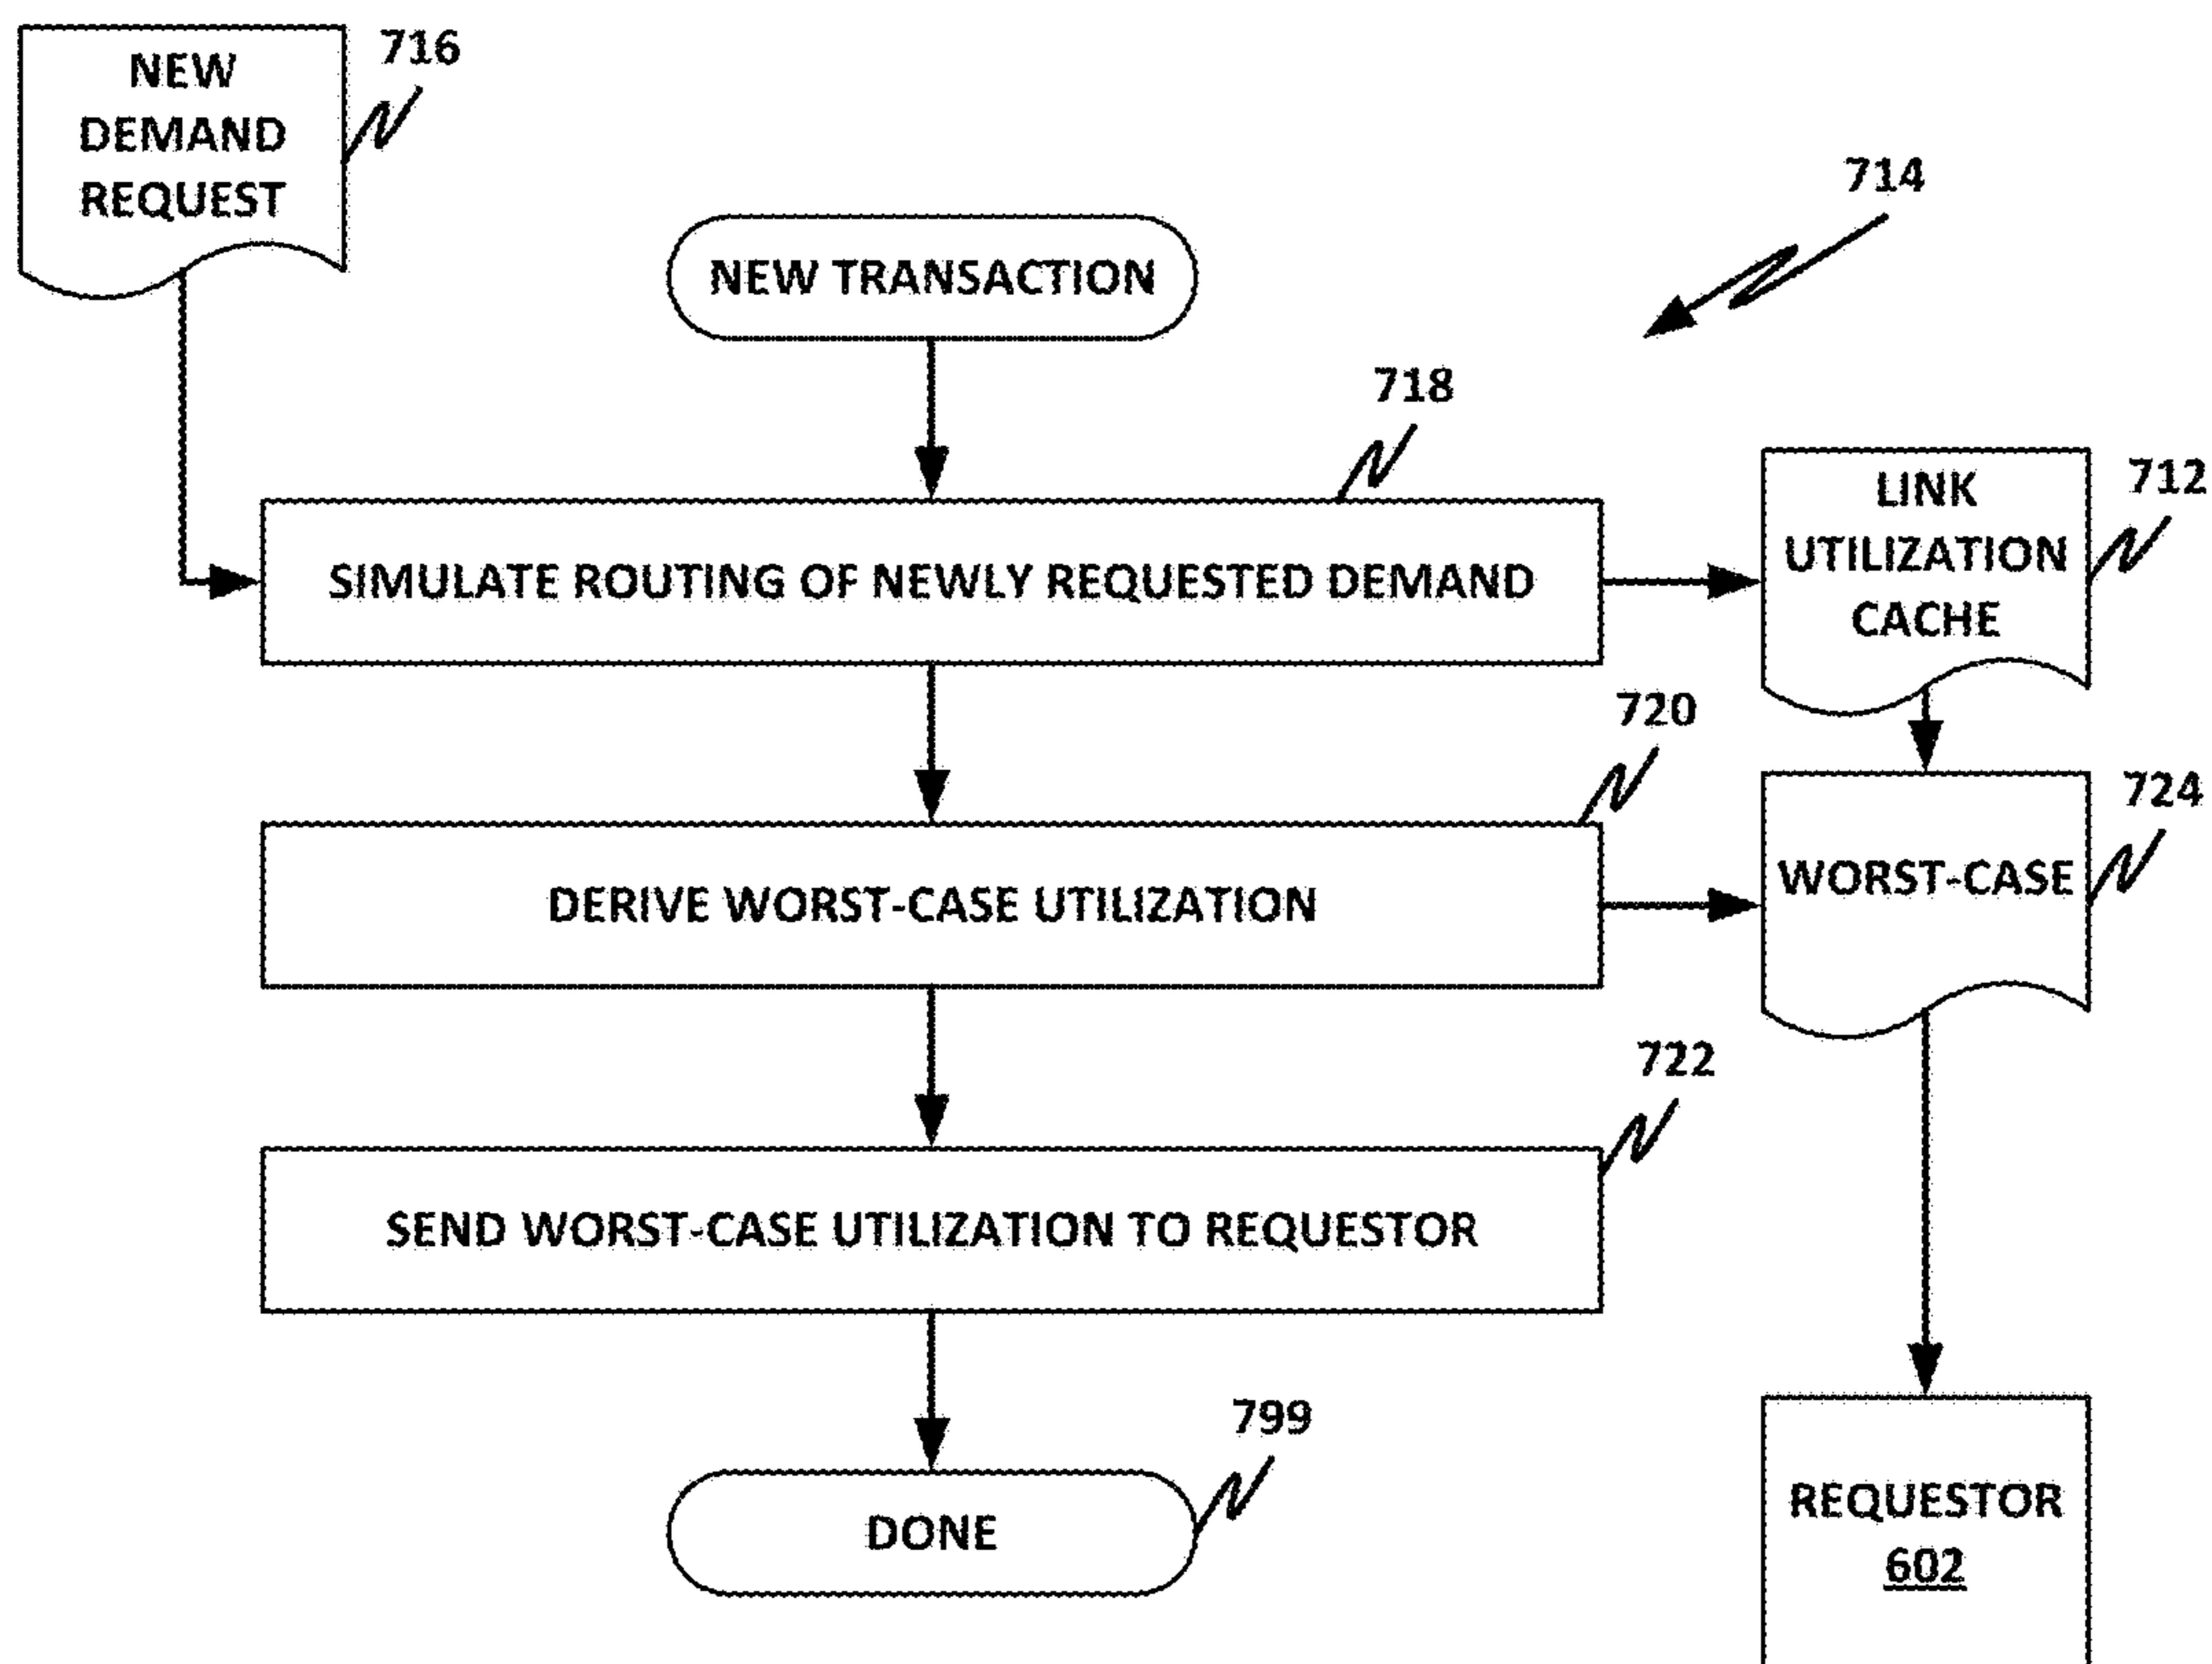 NEW
DEMAND
REQUEST
716
NEW TRANSACTION
714
718
SIMULATE ROUTING OF NEWLY REQUESTED DEMAND
LINK
UTILIZATION
CACHE
712
720
DERIVE WORST-CASE UTILIZATION
WORST-CASE
724
722
SEND WORST-CASE UTILIZATION TO REQUESTOR
799
DONE
REQUESTOR
602